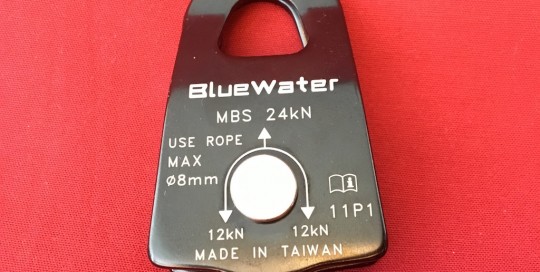 BlueWater
MBS 24kN
USE ROPE
MAX
ø8mm
11P1
12kN 12kN
MADE IN TAIWAN